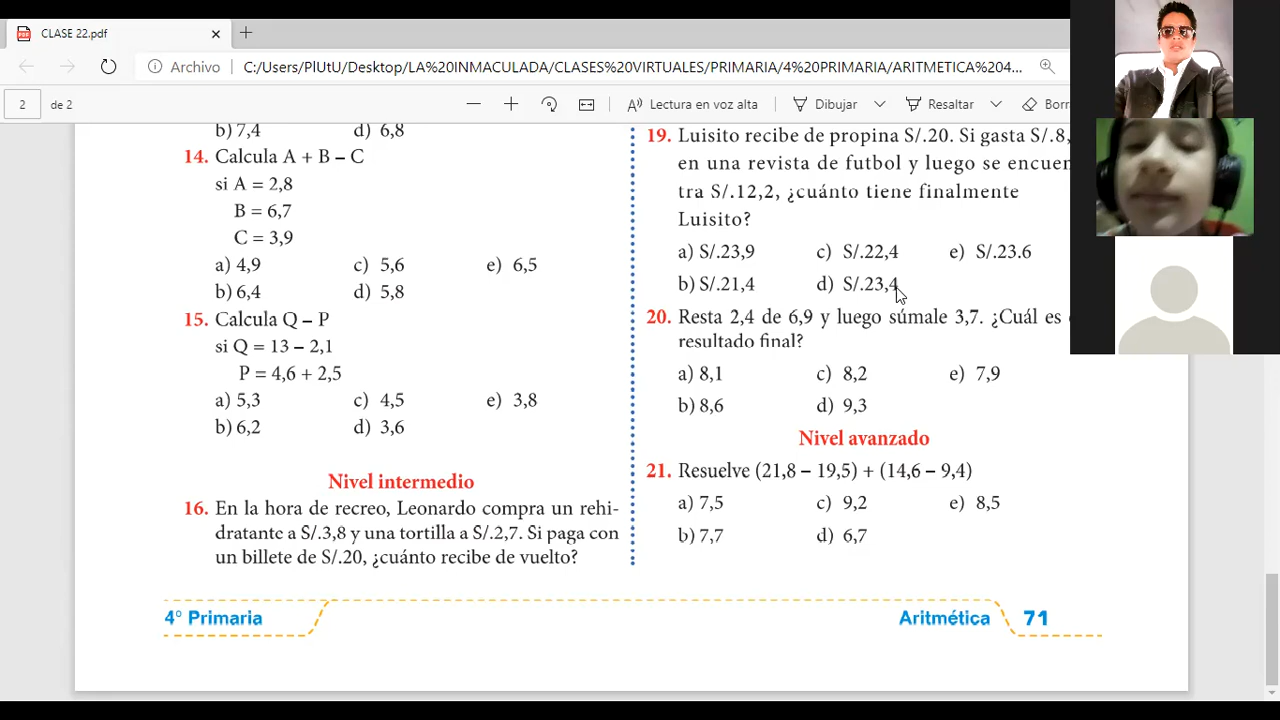 CLASE 22.pdf
Archivo
C:/Users/PlUtU/Desktop/LA%20INMACULADA/CLASES%20VIRTUALES/PRIMARIA/4%20PRIMARIA/ARITMETICA%204...
2
de 2
Lectura en voz alta
Dibujar
Resaltar
Borr
b) 7,4 d) 6,8
14. Calcula A + B – C
si A = 2,8
B = 6,7
C = 3,9
a) 4,9 c) 5,6 e) 6,5
b) 6,4 d) 5,8
15. Calcula Q – P
si Q = 13 – 2,1
P = 4,6 + 2,5
a) 5,3 c) 4,5 e) 3,8
b) 6,2 d) 3,6
Nivel intermedio
16. En la hora de recreo, Leonardo compra un rehi-
dratante a S/.3,8 y una tortilla a S/.2,7. Si paga con
un billete de S/.20, ¿cuánto recibe de vuelto?
19. Luisito recibe de propina S/.20. Si gasta S/.8,
en una revista de futbol y luego se encuen
tra S/.12,2, ¿cuánto tiene finalmente
Luisito?
a) S/.23,9 c) S/.22,4 e) S/.23.6
b) S/.21,4 d) S/.23,4
20. Resta 2,4 de 6,9 y luego súmale 3,7. ¿Cuál es
resultado final?
a) 8,1 c) 8,2 e) 7,9
b) 8,6 d) 9,3
Nivel avanzado
21. Resuelve (21,8 – 19,5) + (14,6 – 9,4)
a) 7,5 c) 9,2 e) 8,5
b) 7,7 d) 6,7
4° Primaria
Aritmética 71